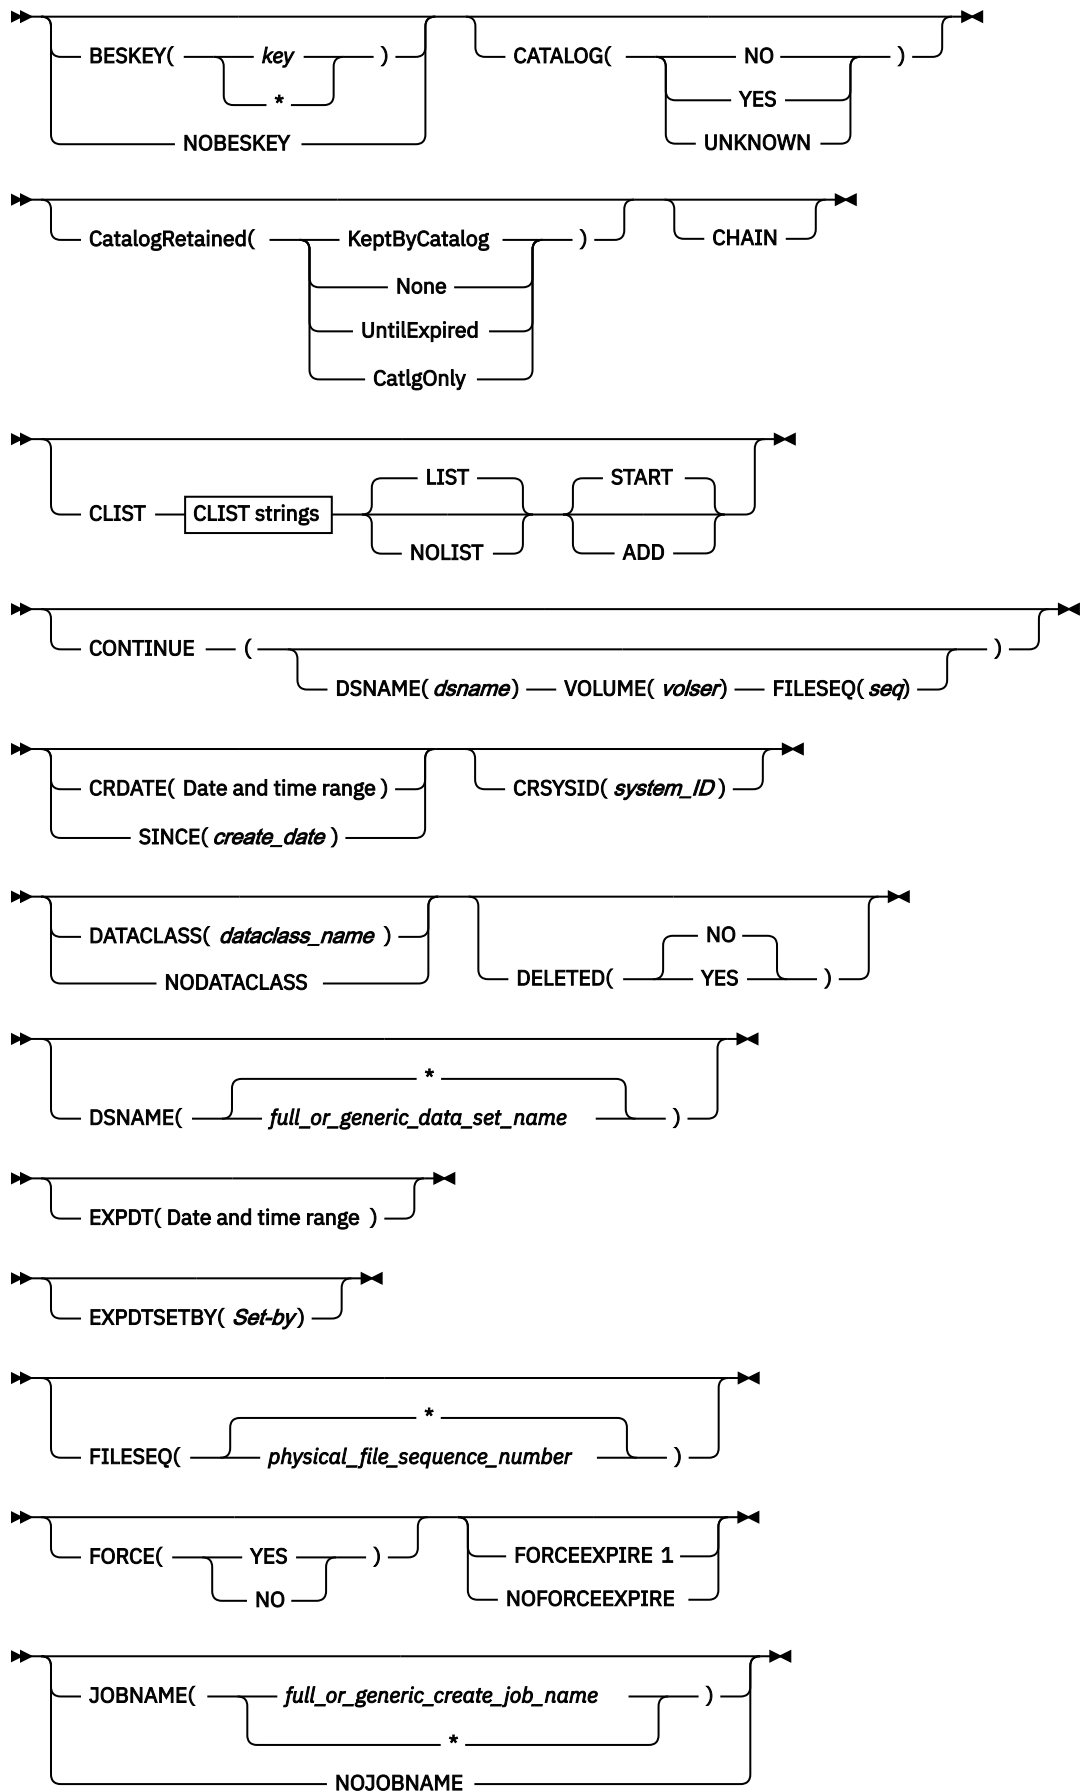 BESKEY( key ) CATALOG( NO )
* YES
NOBESKEY UNKNOWN
CatalogRetained( KeptByCatalog ) CHAIN
None
UntilExpired
CatlgOnly
LIST START
CLIST CLIST strings
NOLIST ADD
CONTINUE ( )
DSNAME( dsname) VOLUME( volser) FILESEQ( seq)
CRDATE( Date and time range ) CRSYSID( system_ID )
SINCE( create_date )
DATACLASS( dataclass_name ) NO
NODATACLASS DELETED( YES )
*
DSNAME( full_or_generic_data_set_name )
EXPDT( Date and time range )
EXPDTSETBY( Set-by)
*
FILESEQ( physical_file_sequence_number )
FORCE( YES ) FORCEEXPIRE 1
NO NOFORCEEXPIRE
JOBNAME( full_or_generic_create_job_name )
*
NOJOBNAME